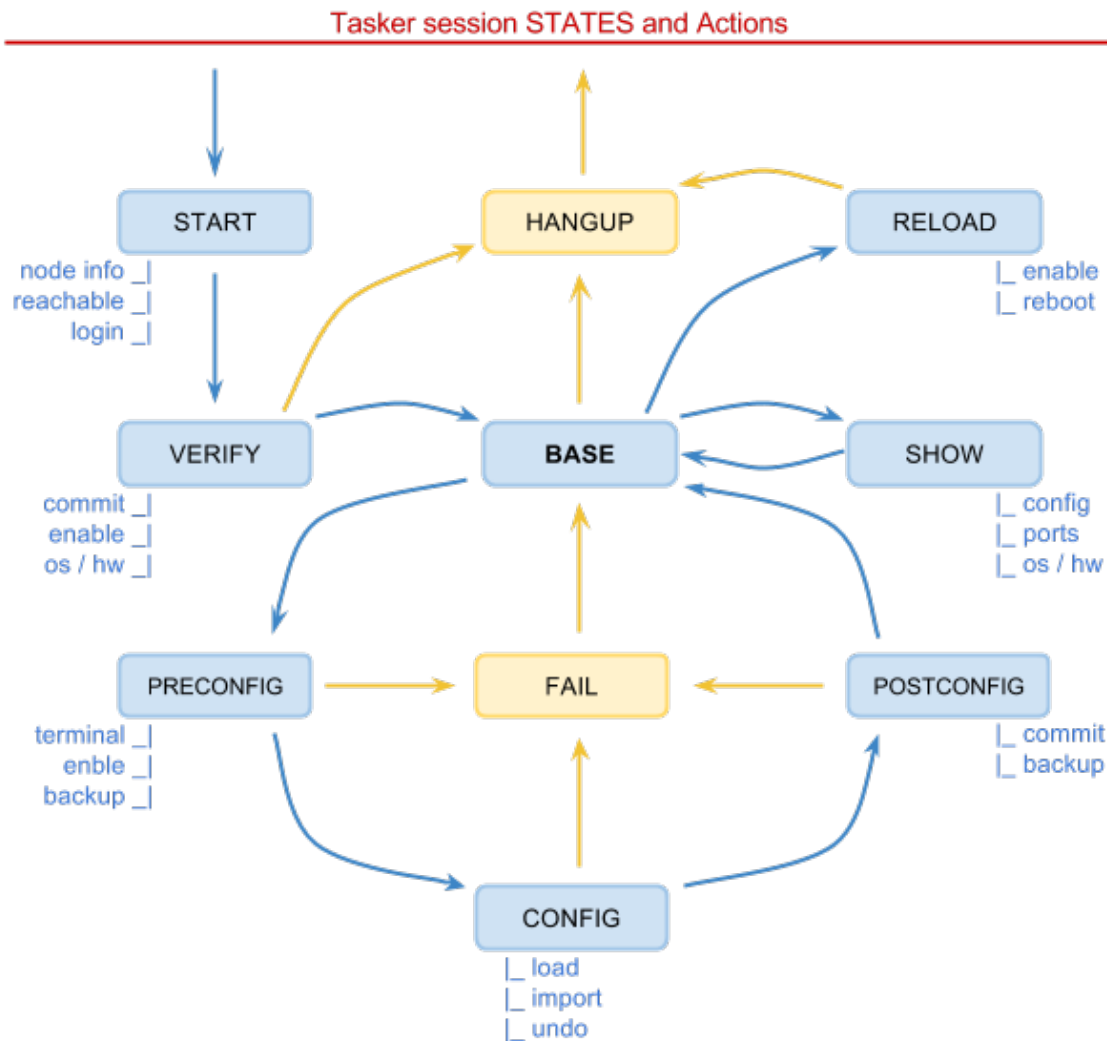 Tasker session STATES and Actions
START
HANGUP
RELOAD
node info _|
reachable _|
login _|
|_ enable
|_ reboot
VERIFY
BASE
SHOW
commit _|
enable _|
os / hw _|
|_ config
|_ ports
|_ os / hw
PRECONFIG
FAIL
POSTCONFIG
terminal _|
enble _|
backup _|
|_ commit
|_ backup
CONFIG
|_ load
|_ import
|_ undo